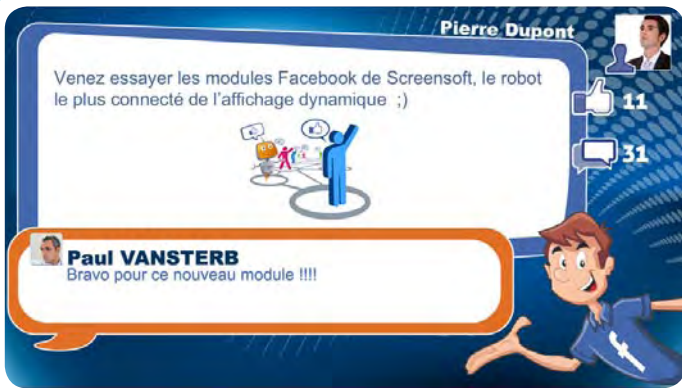 Pierre Dupont
Venez essayer les modules Facebook de Screensoft, le robot
le plus connecté de l'affichage dynamique ;)
11
31
Paul VANSTERB
Bravo pour ce nouveau module !!!!
f